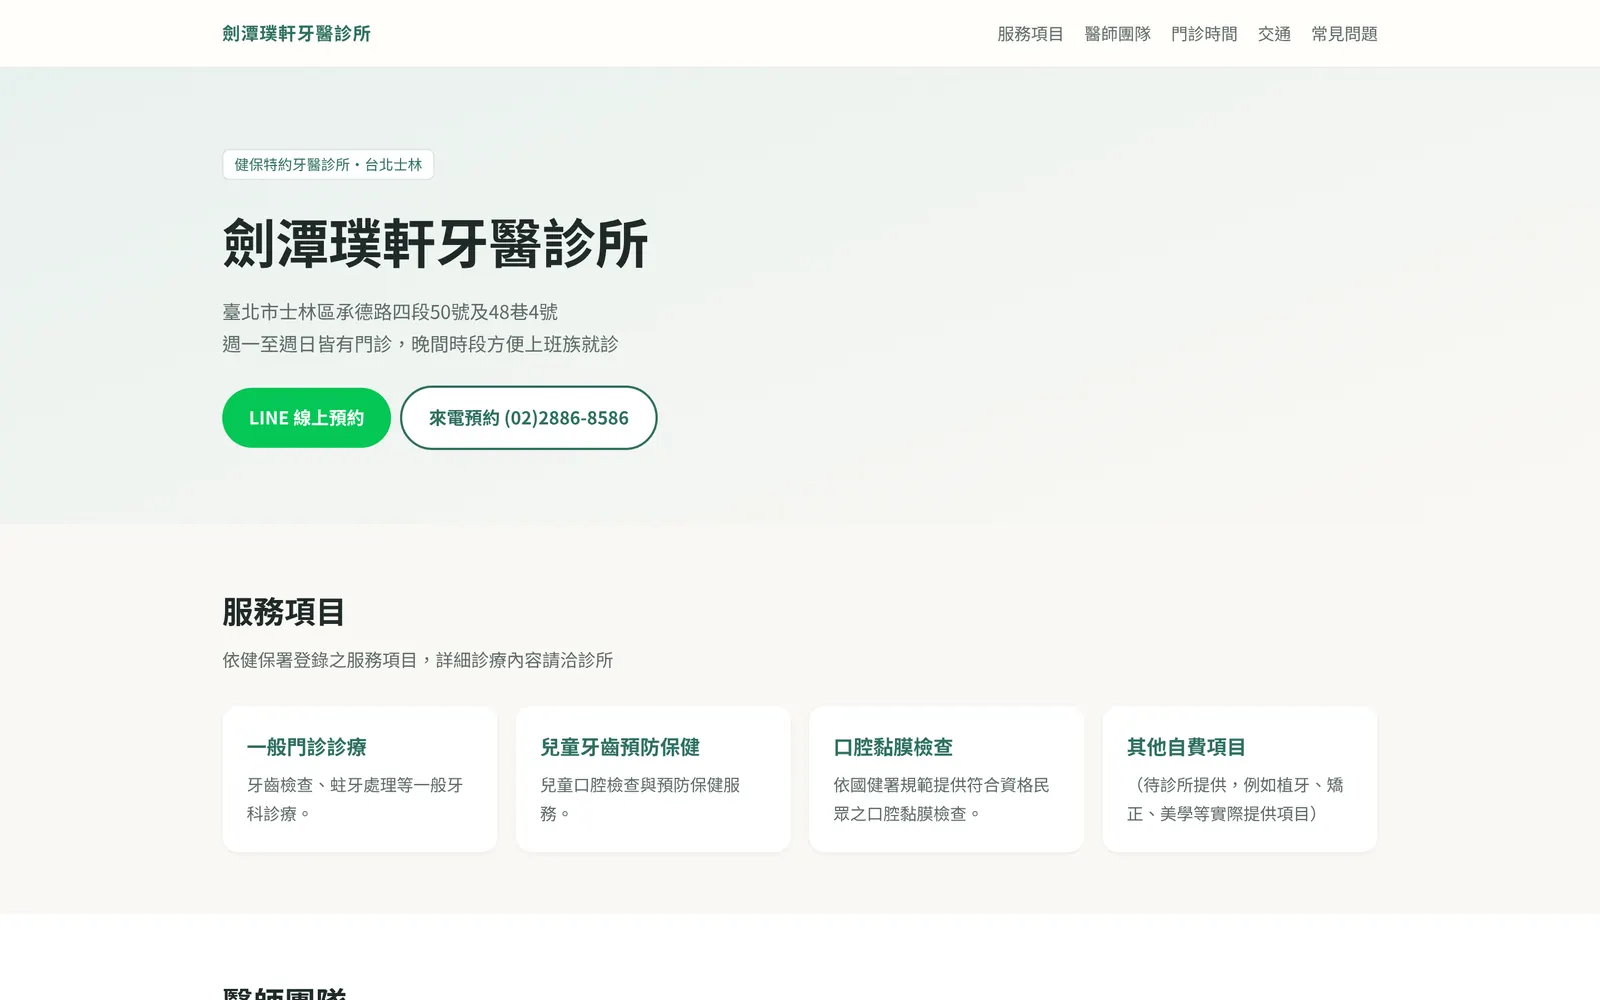 劍潭璞軒牙醫診所
服務項目 醫師團隊 門診時間 交通 常見問題
健保特約牙醫診所・台北士林
劍潭璞軒牙醫診所
臺北市士林區承德路四段50號及48巷4號
週一至週日皆有門診，晚間時段方便上班族就診
LINE 線上預約
來電預約 (02)2886-8586
服務項目
依健保署登錄之服務項目，詳細診療內容請洽診所
一般門診診療
牙齒檢查、蛀牙處理等一般牙
科診療。
兒童牙齒預防保健
兒童口腔檢查與預防保健服
務。
口腔黏膜檢查
依國健署規範提供符合資格民
眾之口腔黏膜檢查。
其他自費項目
（待診所提供，例如植牙、矯
正、美學等實際提供項目）
醫師團隊